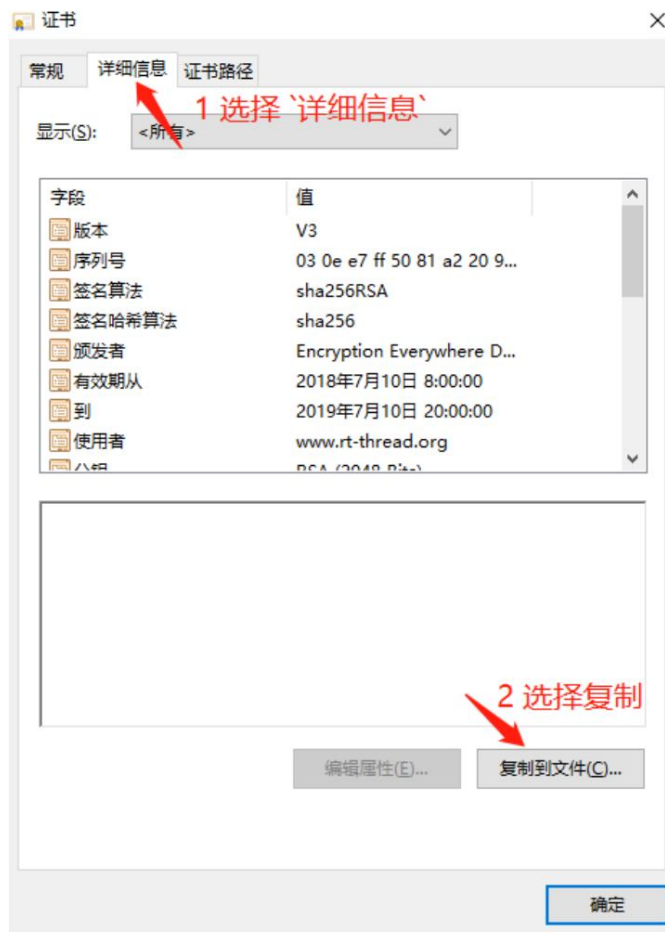 证书
常规 详细信息 证书路径
1 选择 `详细信息`
显示(S): <所有>
字段 值
版本 V3
序列号 03 0e e7 ff 50 81 a2 20 9...
签名算法 sha256RSA
签名哈希算法 sha256
颁发者 Encryption Everywhere D...
有效期从 2018年7月10日 8:00:00
到 2019年7月10日 20:00:00
使用者 www.rt-thread.org
公钥 RSA (2048 Bits)
2 选择复制
编辑属性(E)... 复制到文件(C)...
确定